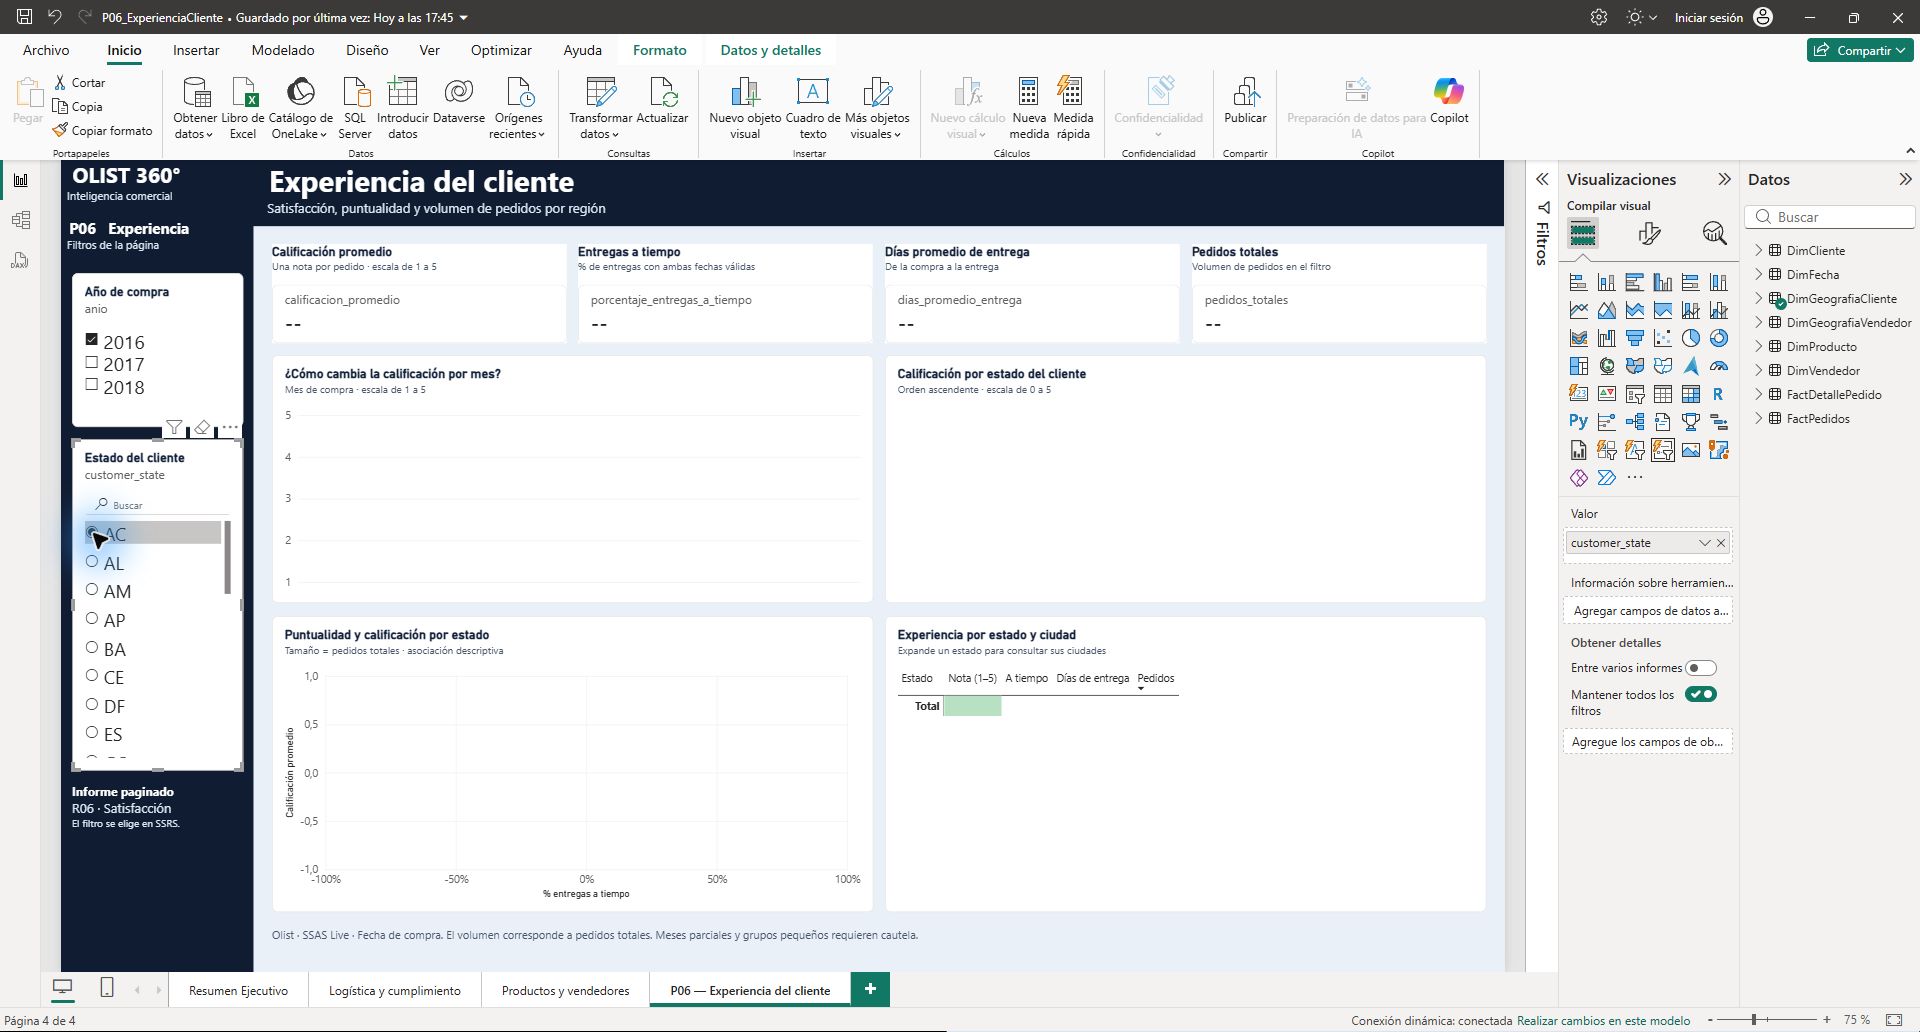 P06_ExperienciaCliente • Guardado por última vez: Hoy a las 17:45
Iniciar sesión
Archivo
Inicio
Insertar
Modelado
Diseño
Ver
Optimizar
Ayuda
Formato
Datos y detalles
Compartir
Pegar
Cortar
Copia
Copiar formato
Portapapeles
Obtener datos
Libro de Excel
Catálogo de OneLake
SQL Server
Introducir datos
Dataverse
Orígenes recientes
Datos
Transformar datos
Actualizar
Consultas
Nuevo objeto visual
Cuadro de texto
Más objetos visuales
Insertar
Nuevo cálculo visual
Nueva medida
Medida rápida
Cálculos
Confidencialidad
Confidencialidad
Publicar
Compartir
Preparación de datos para IA
Copilot
Copilot
OLIST 360°
Inteligencia comercial
P06 Experiencia
Filtros de la página
Experiencia del cliente
Satisfacción, puntualidad y volumen de pedidos por región
Año de compra
anio
2016
2017
2018
Estado del cliente
customer_state
Buscar
AC
AL
AM
AP
BA
CE
DF
ES
Informe paginado
R06 · Satisfacción
El filtro se elige en SSRS.
Calificación promedio
Una nota por pedido · escala de 1 a 5
calificacion_promedio
--
Entregas a tiempo
% de entregas con ambas fechas válidas
porcentaje_entregas_a_tiempo
--
Días promedio de entrega
De la compra a la entrega
dias_promedio_entrega
--
Pedidos totales
Volumen de pedidos en el filtro
pedidos_totales
--
¿Cómo cambia la calificación por mes?
Mes de compra · escala de 1 a 5
5
4
3
2
1
Calificación por estado del cliente
Orden ascendente · escala de 0 a 5
Puntualidad y calificación por estado
Tamaño = pedidos totales · asociación descriptiva
Calificación promedio
1,0
0,5
0,0
-0,5
-1,0
-100%
-50%
0%
50%
100%
% entregas a tiempo
Experiencia por estado y ciudad
Expande un estado para consultar sus ciudades
Estado Nota (1–5) A tiempo Días de entrega Pedidos
Total
Olist · SSAS Live · Fecha de compra. El volumen corresponde a pedidos totales. Meses parciales y grupos pequeños requieren cautela.
Filtros
Visualizaciones
Compilar visual
R
Py
Valor
customer_state
Información sobre herramien...
Agregar campos de datos a...
Obtener detalles
Entre varios informes
Mantener todos los filtros
Agregue los campos de ob...
Datos
Buscar
DimCliente
DimFecha
DimGeografiaCliente
DimGeografiaVendedor
DimProducto
DimVendedor
FactDetallePedido
FactPedidos
Resumen Ejecutivo
Logística y cumplimiento
Productos y vendedores
P06 — Experiencia del cliente
Página 4 de 4
Conexión dinámica: conectada Realizar cambios en este modelo
75 %